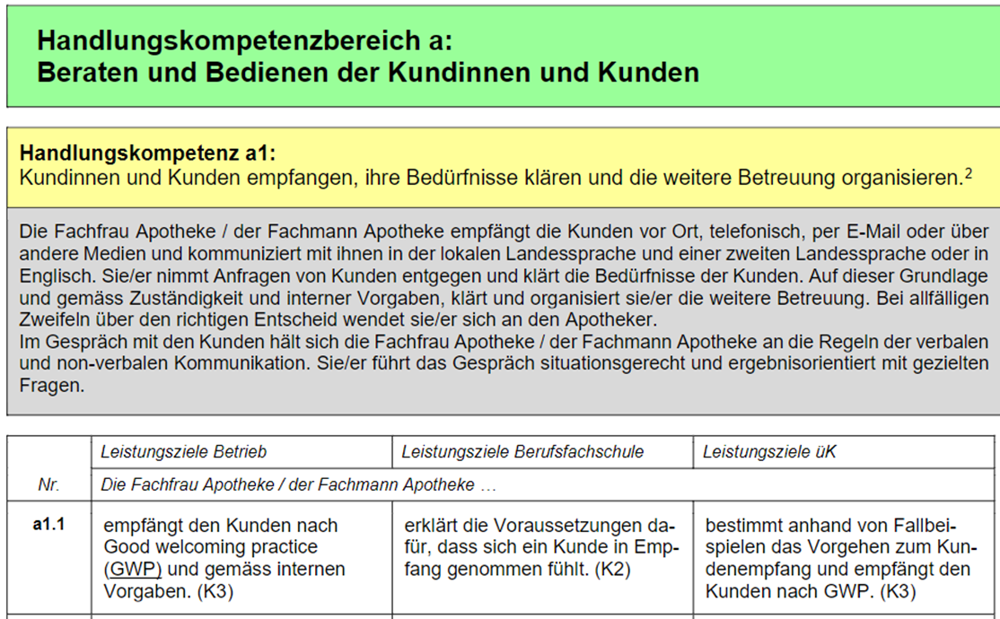 Handlungskompetenzbereich a:
Beraten und Bedienen der Kundinnen und Kunden
Handlungskompetenz a1:
Kundinnen und Kunden empfangen, ihre Bedürfnisse klären und die weitere Betreuung organisieren.²
Die Fachfrau Apotheke / der Fachmann Apotheke empfängt die Kunden vor Ort, telefonisch, per E-Mail oder über
andere Medien und kommuniziert mit ihnen in der lokalen Landessprache und einer zweiten Landessprache oder in
Englisch. Sie/er nimmt Anfragen von Kunden entgegen und klärt die Bedürfnisse der Kunden. Auf dieser Grundlage
und gemäss Zuständigkeit und interner Vorgaben, klärt und organisiert sie/er die weitere Betreuung. Bei allfälligen
Zweifeln über den richtigen Entscheid wendet sie/er sich an den Apotheker.
Im Gespräch mit den Kunden hält sich die Fachfrau Apotheke / der Fachmann Apotheke an die Regeln der verbalen
und non-verbalen Kommunikation. Sie/er führt das Gespräch situationsgerecht und ergebnisorientiert mit gezielten
Fragen.
Leistungsziele Betrieb
Leistungsziele Berufsfachschule
Leistungsziele üK
Nr.
Die Fachfrau Apotheke / der Fachmann Apotheke …
a1.1
empfängt den Kunden nach
Good welcoming practice
(GWP) und gemäss internen
Vorgaben. (K3)
erklärt die Voraussetzungen da-
für, dass sich ein Kunde in Emp-
fang genommen fühlt. (K2)
bestimmt anhand von Fallbei-
spielen das Vorgehen zum Kun-
denempfang und empfängt den
Kunden nach GWP. (K3)